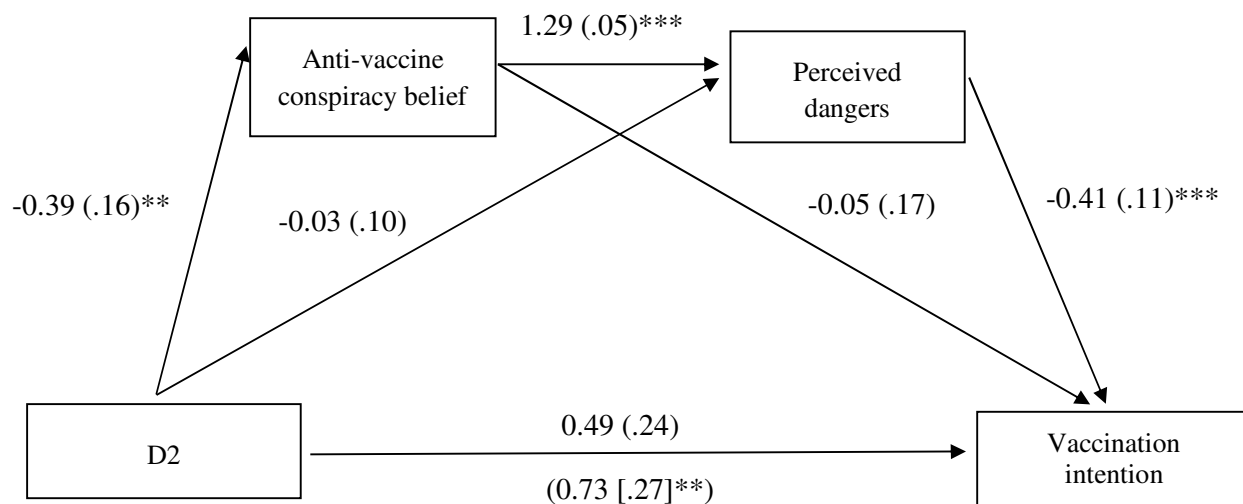 1.29 (.05)***
Anti-vaccine
conspiracy belief
Perceived
dangers
-0.39 (.16)**
-0.03 (.10)
-0.05 (.17)
-0.41 (.11)***
D2
0.49 (.24)
(0.73 [.27]**)
Vaccination
intention